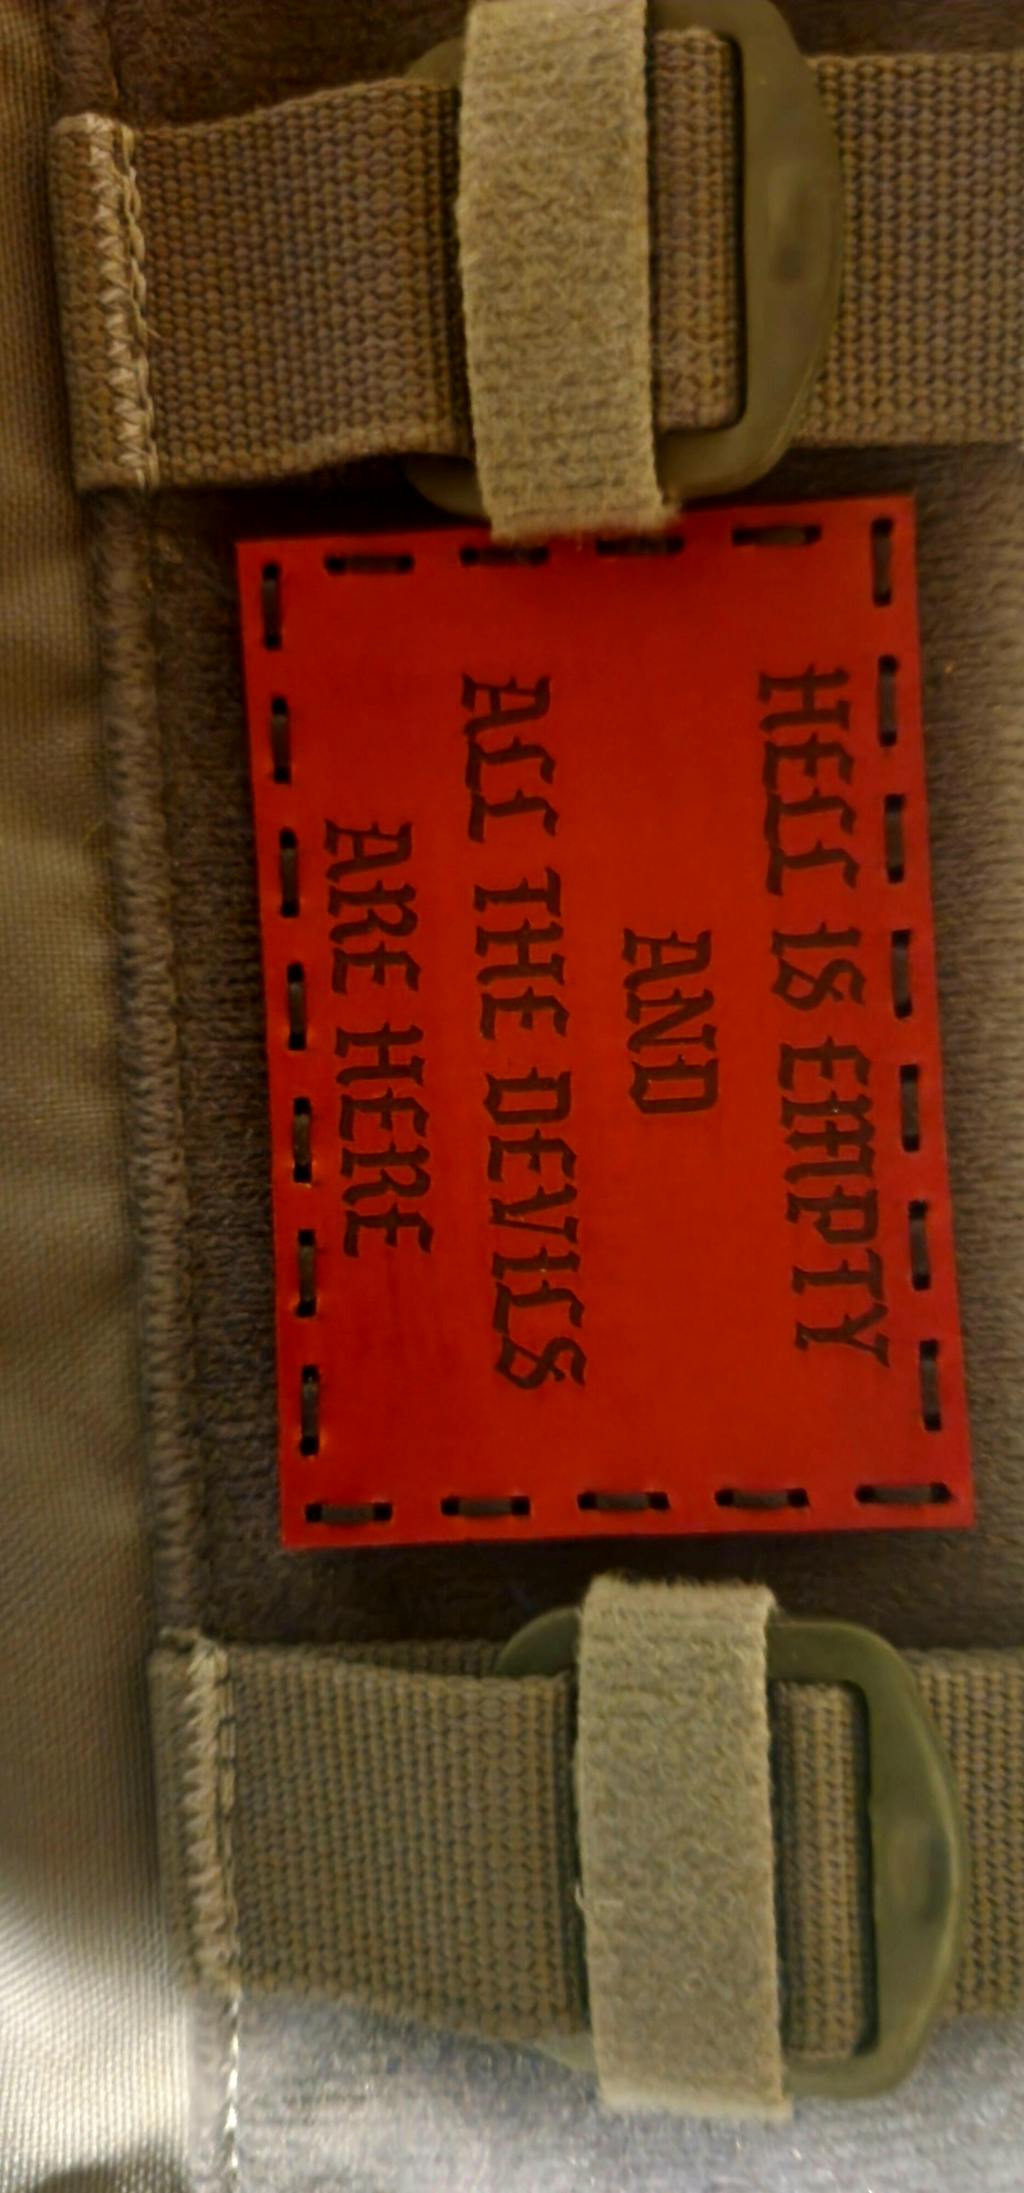 HELL IS EMPTY
AND
ALL THE DEVILS
ARE HERE